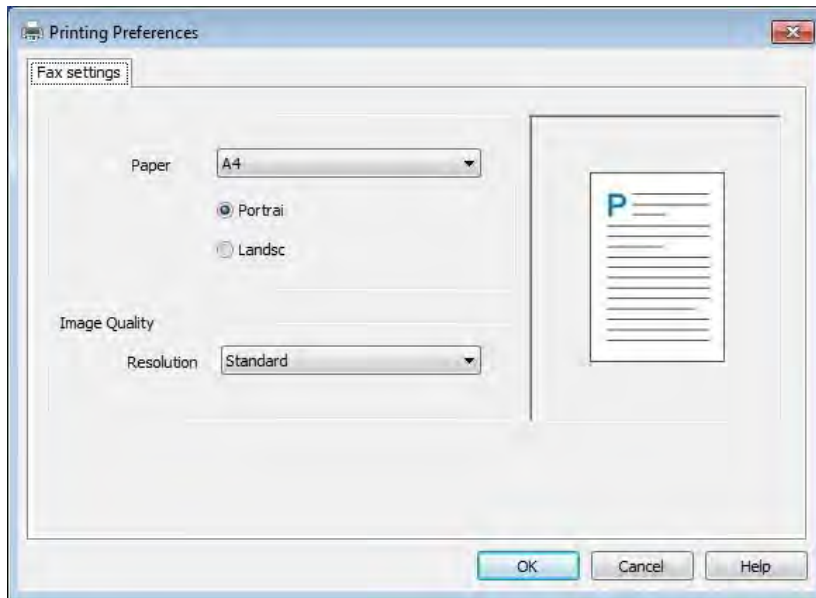 Printing Preferences
Fax settings
Paper
A4
Portrai
Landsc
Image Quality
Resolution
Standard
P
OK
Cancel
Help